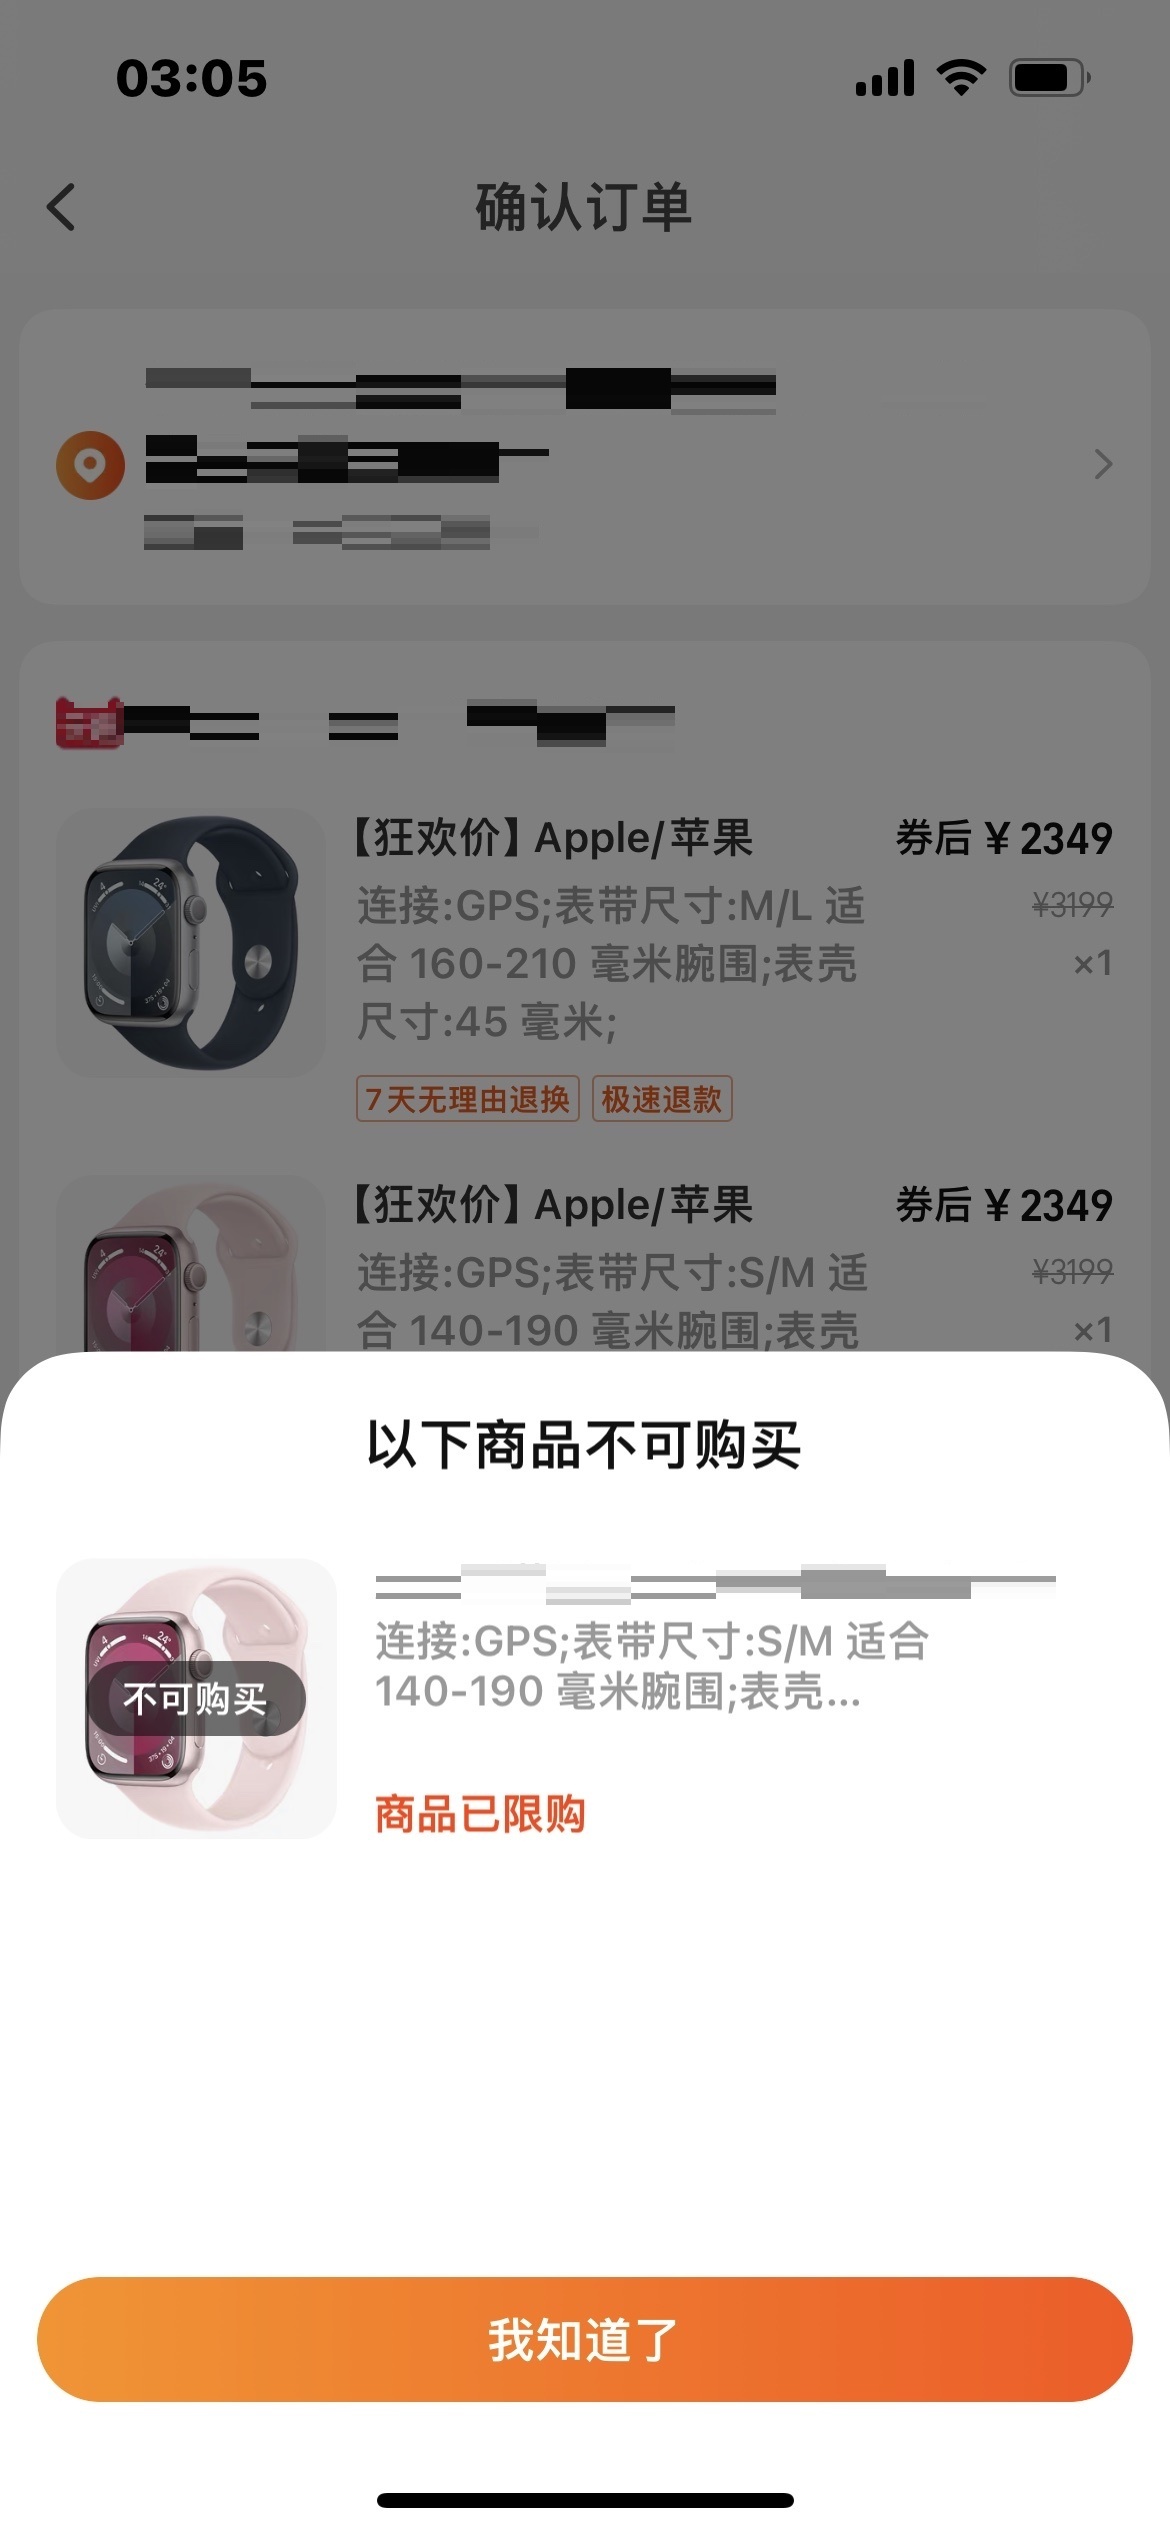 03:05
确认订单
【狂欢价】Apple/苹果
券后 ¥ 2349
连接:GPS;表带尺寸:M/L 适
¥3199
合 160-210 毫米腕围;表壳
×1
尺寸:45 毫米;
7天无理由退换
极速退款
【狂欢价】Apple/苹果
券后 ¥ 2349
连接:GPS;表带尺寸:S/M 适
¥3199
合 140-190 毫米腕围;表壳
×1
以下商品不可购买
连接:GPS;表带尺寸:S/M 适合
140-190 毫米腕围;表壳...
不可购买
商品已限购
我知道了